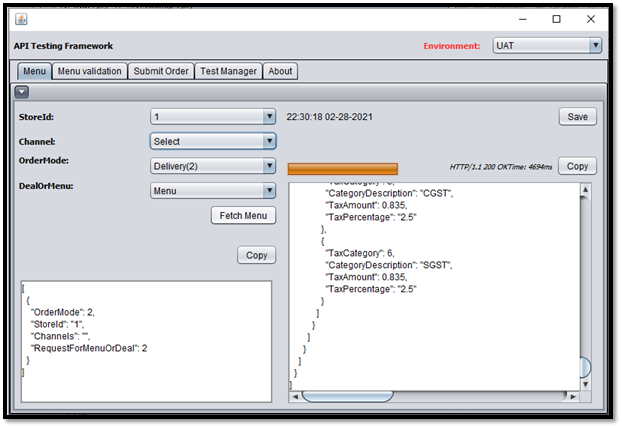 API Testing Framework
Environment: UAT
Menu Menu validation Submit Order Test Manager About
StoreId: 1 22:30:18 02-28-2021 Save
Channel: Select
OrderMode: Delivery(2) HTTP/1.1 200 OKTime: 4694ms Copy
DealOrMenu: Menu
Fetch Menu
Copy
[
{
"OrderMode": 2,
"StoreId": "1",
"Channels": "",
"RequestForMenuOrDeal": 2
}
]
"CategoryDescription": "CGST",
"TaxAmount": 0.835,
"TaxPercentage": "2.5"
},
{
"TaxCategory": 6,
"CategoryDescription": "SGST",
"TaxAmount": 0.835,
"TaxPercentage": "2.5"
}
]
}
]
}
]
}
]